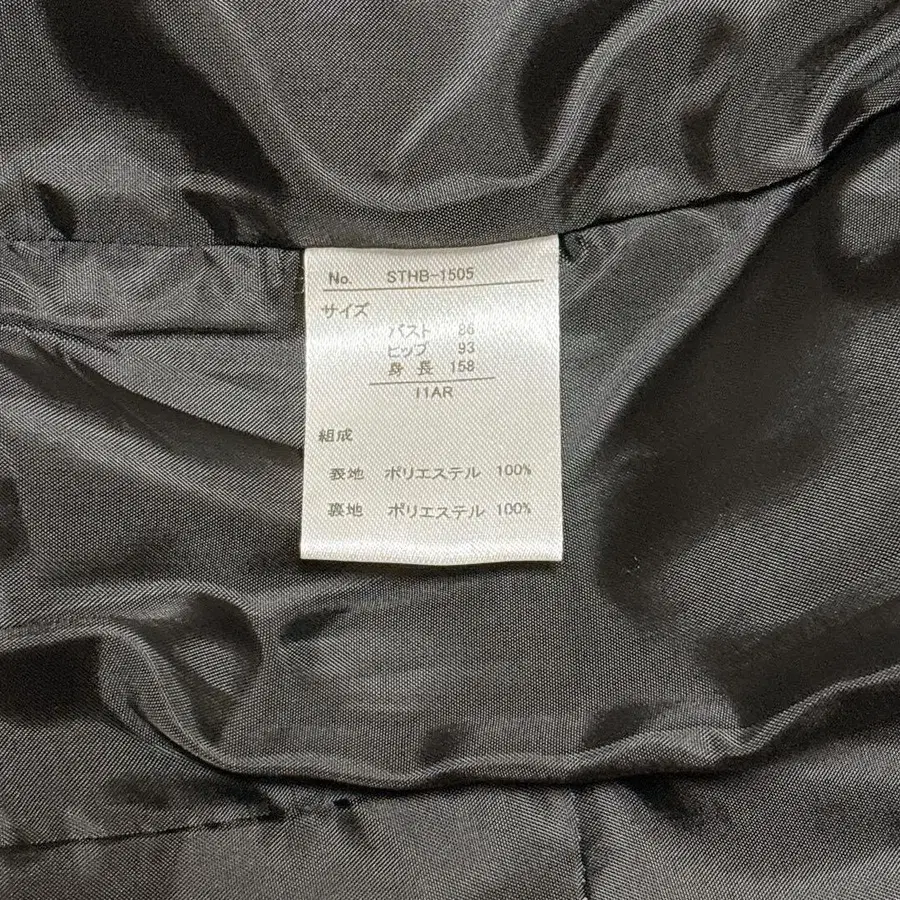 No. STHB-1505
サイズ
バスト 86
ヒップ 93
身長 158
11AR
組成
表地 ポリエステル 100%
裏地 ポリエステル 100%